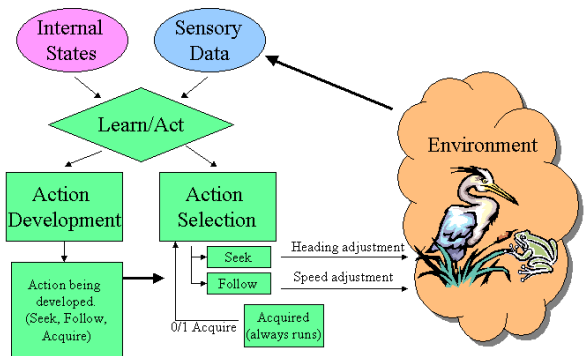 Internal
States
Sensory
Data
Learn/Act
Environment
Action
Development
Action
Selection
Seek
Heading adjustment
Follow
Speed adjustment
Action being
developed.
(Seek, Follow,
Acquire)
0/1 Acquire
Acquired
(always runs)